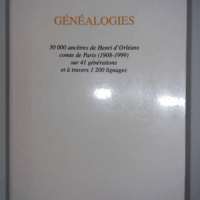 GÉNÉALOGIES
30 000 ancêtres de Henri d'Orléans
comte de Paris (1908-1999)
sur 41 générations
et à travers 1 200 lignages